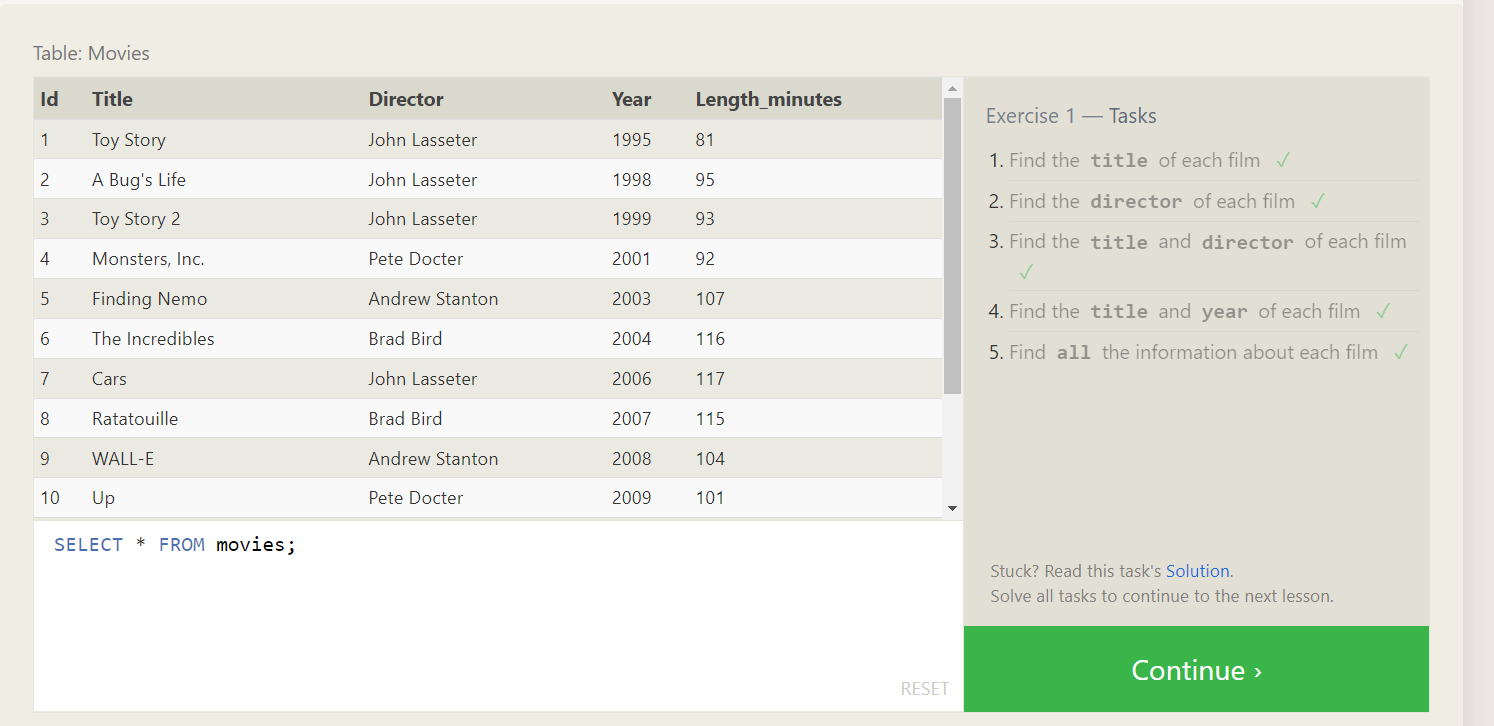 Table: Movies
Id Title Director Year Length_minutes
1 Toy Story John Lasseter 1995 81
2 A Bug's Life John Lasseter 1998 95
3 Toy Story 2 John Lasseter 1999 93
4 Monsters, Inc. Pete Docter 2001 92
5 Finding Nemo Andrew Stanton 2003 107
6 The Incredibles Brad Bird 2004 116
7 Cars John Lasseter 2006 117
8 Ratatouille Brad Bird 2007 115
9 WALL-E Andrew Stanton 2008 104
10 Up Pete Docter 2009 101
SELECT * FROM movies;
RESET
Exercise 1 — Tasks
1. Find the title of each film ✓
2. Find the director of each film ✓
3. Find the title and director of each film
✓
4. Find the title and year of each film ✓
5. Find all the information about each film ✓
Stuck? Read this task's Solution.
Solve all tasks to continue to the next lesson.
Continue ›